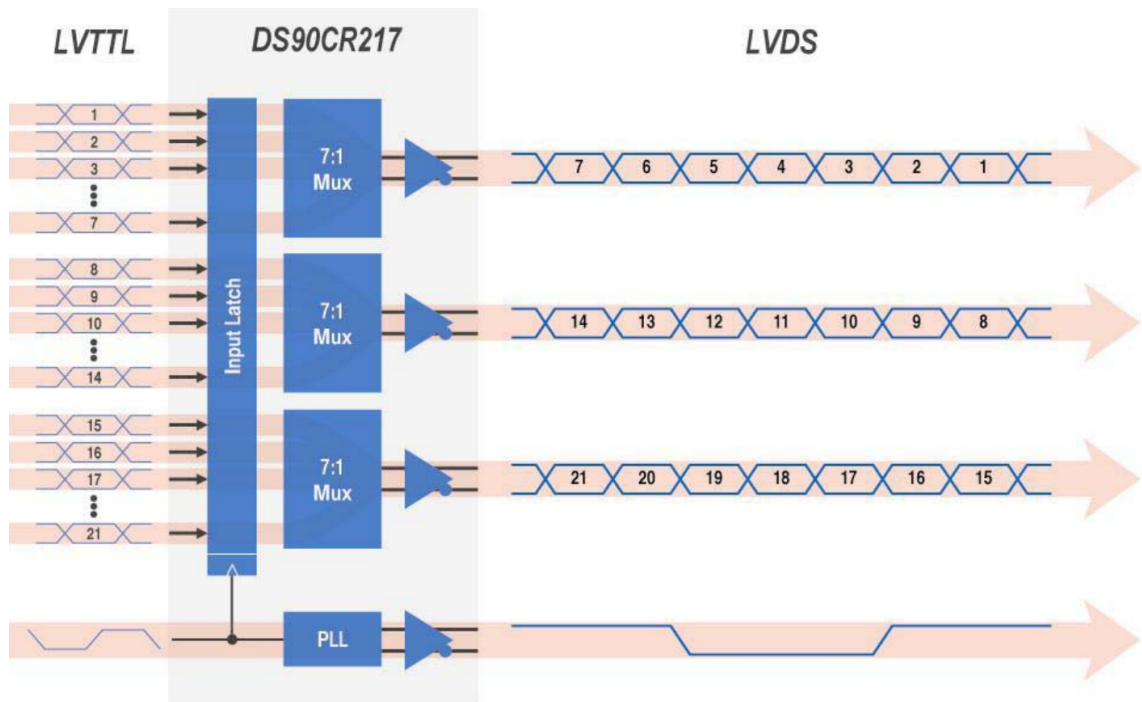 LVTTL DS90CR217 LVDS
1
2
3
7
7:1
Mux
7 6 5 4 3 2 1
8
9
10
14
Input Latch
7:1
Mux
14 13 12 11 10 9 8
15
16
17
21
7:1
Mux
21 20 19 18 17 16 15
PLL